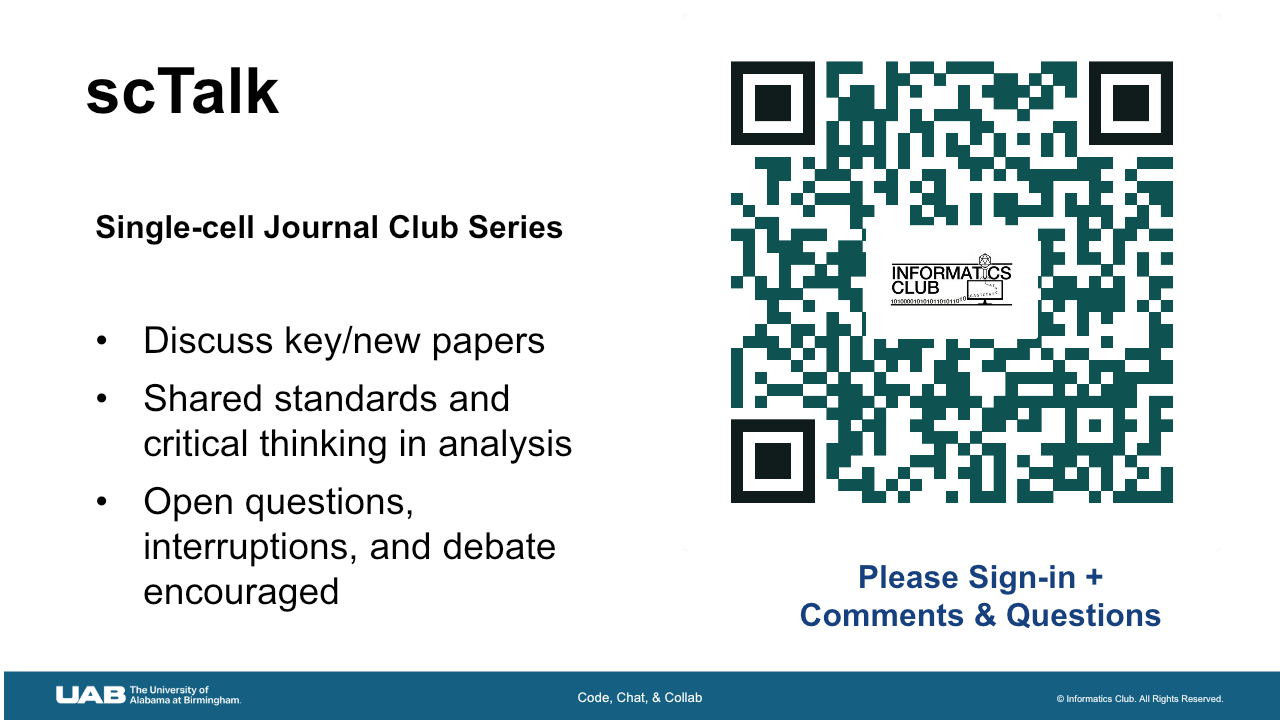 scTalk
Single-cell Journal Club Series
• Discuss key/new papers
• Shared standards and
critical thinking in analysis
• Open questions,
interruptions, and debate
encouraged
INFORMATICS
CLUB
Please Sign-in +
Comments & Questions
UAB The University of
Alabama at Birmingham.
Code, Chat, & Collab
© Informatics Club. All Rights Reserved.